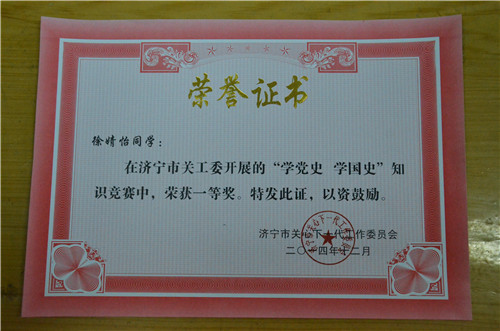 荣誉证书
徐婧怡同学：
在济宁市关工委开展的“学党史 学国史”知
识竞赛中，荣获一等奖。特发此证，以资鼓励。
济宁市关心下一代工作委员会
二〇一四年十二月